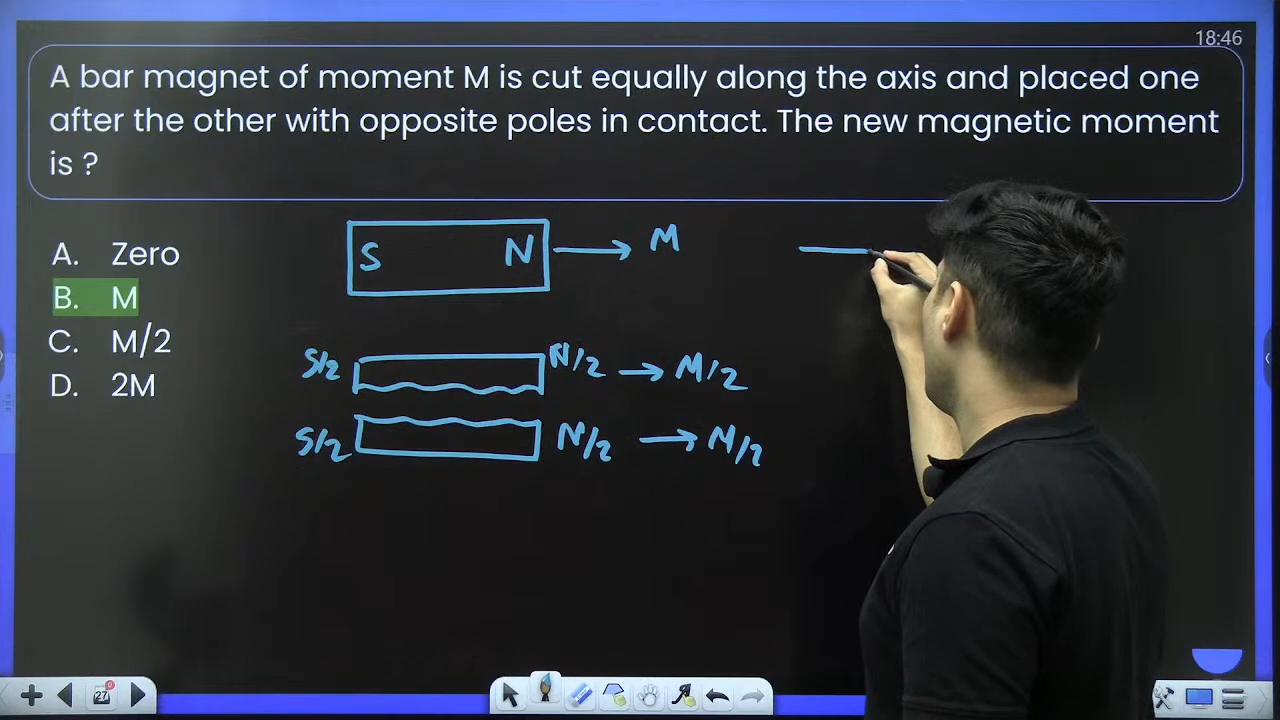 18:46
A bar magnet of moment M is cut equally along the axis and placed one
after the other with opposite poles in contact. The new magnetic moment
is ?
A. Zero
B. M
C. M/2
D. 2M
S N → M
S/2 N/2 → M/2
S/2 N/2 → M/2
27